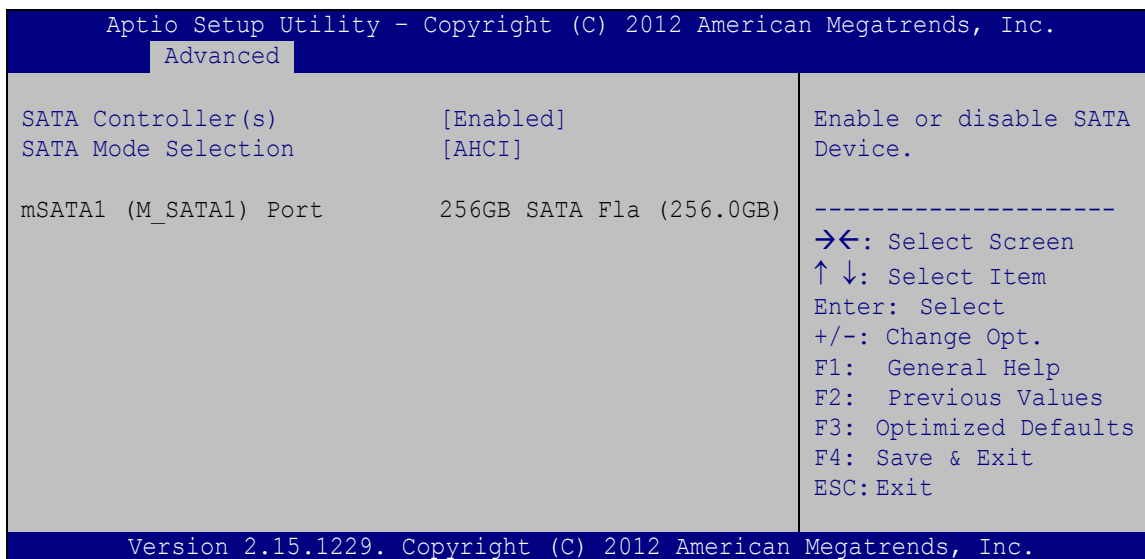 Aptio Setup Utility – Copyright (C) 2012 American Megatrends, Inc.
Advanced
SATA Controller(s) [Enabled]
SATA Mode Selection [AHCI]
mSATA1 (M_SATA1) Port 256GB SATA Fla (256.0GB)
Enable or disable SATA
Device.
---------------------
→←: Select Screen
↑ ↓: Select Item
Enter: Select
+/-: Change Opt.
F1: General Help
F2: Previous Values
F3: Optimized Defaults
F4: Save & Exit
ESC: Exit
Version 2.15.1229. Copyright (C) 2012 American Megatrends, Inc.